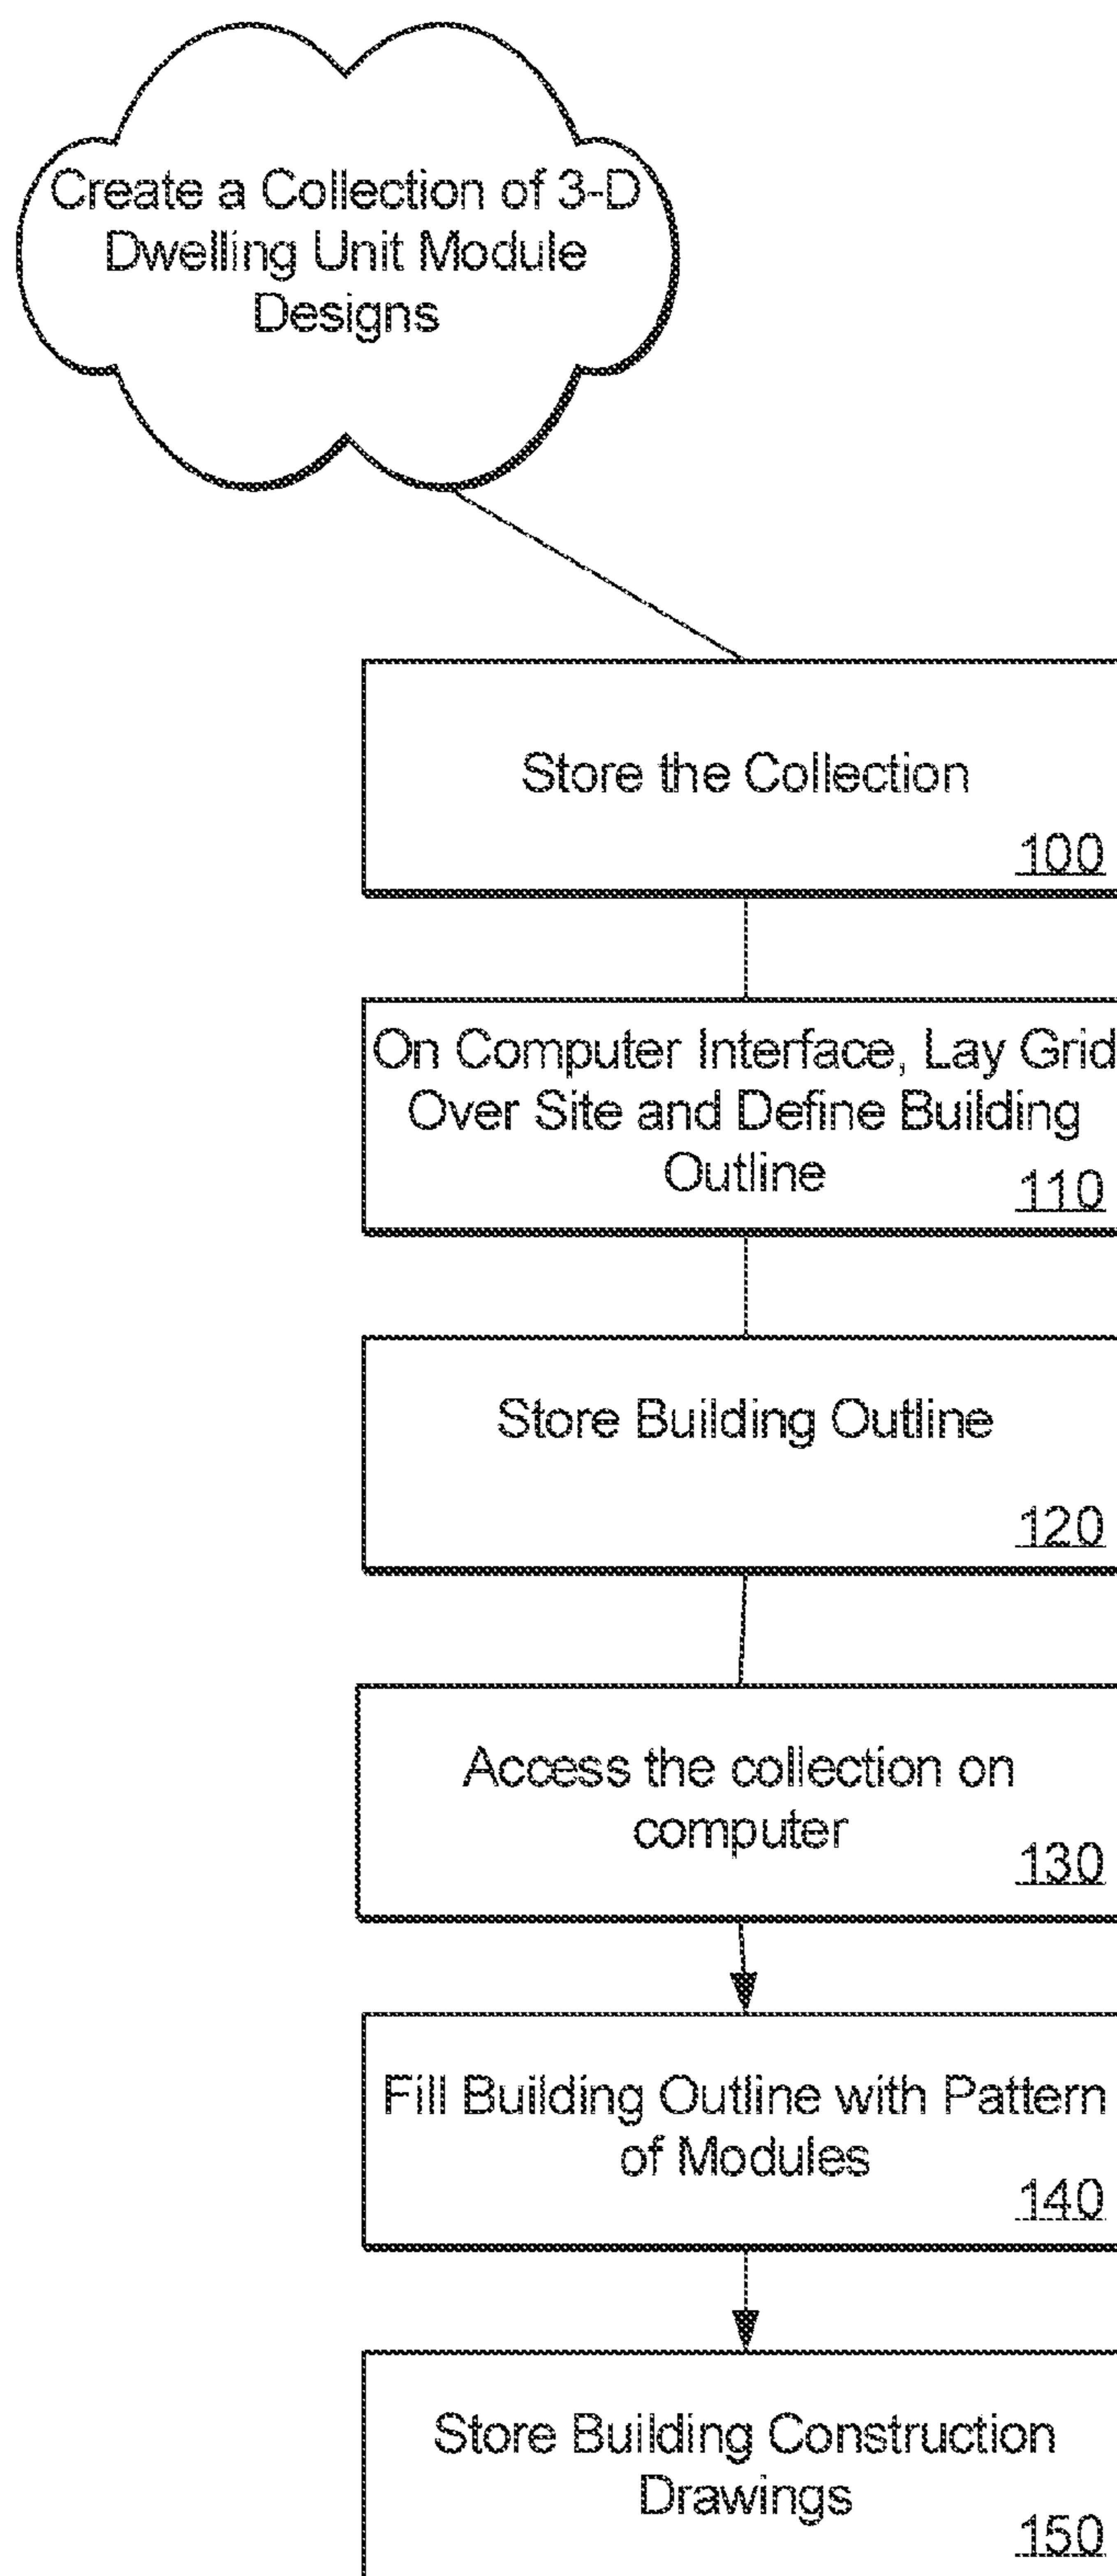 Create a Collection of 3-D
Dwelling Unit Module
Designs
Store the Collection
100
On Computer Interface, Lay Grid
Over Site and Define Building
Outline
110
Store Building Outline
120
Access the collection on
computer
130
Fill Building Outline with Pattern
of Modules
140
Store Building Construction
Drawings
150